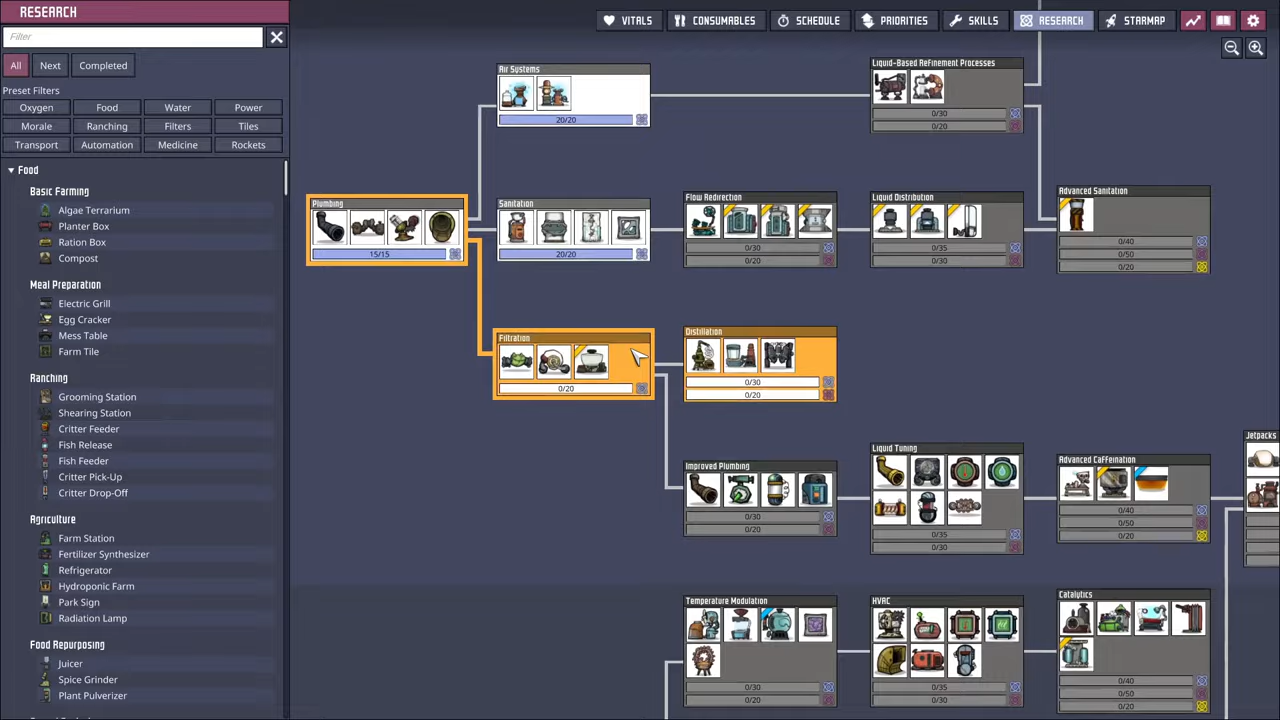 RESEARCH
VITALS
CONSUMABLES
SCHEDULE
PRIORITIES
SKILLS
RESEARCH
STARMAP
Filter
All
Next
Completed
Preset Filters
Oxygen
Food
Water
Power
Morale
Ranching
Filters
Tiles
Transport
Automation
Medicine
Rockets
Food
Basic Farming
Algae Terrarium
Planter Box
Ration Box
Compost
Meal Preparation
Electric Grill
Egg Cracker
Mess Table
Farm Tile
Ranching
Grooming Station
Shearing Station
Critter Feeder
Fish Release
Fish Feeder
Critter Pick-Up
Critter Drop-Off
Agriculture
Farm Station
Fertilizer Synthesizer
Refrigerator
Hydroponic Farm
Park Sign
Radiation Lamp
Food Repurposing
Juicer
Spice Grinder
Plant Pulverizer
Air Systems
20/20
Liquid-Based Refinement Processes
0/30
0/20
Plumbing
15/15
Sanitation
20/20
Flow Redirection
0/30
0/20
Liquid Distribution
0/35
0/30
Advanced Sanitation
0/40
0/50
0/20
Filtration
0/20
Distillation
0/30
0/20
Improved Plumbing
0/30
0/20
Liquid Tuning
0/35
0/30
Advanced Caffeination
0/40
0/50
0/20
Jetpacks
Temperature Modulation
0/30
0/20
HVAC
0/35
0/30
Catalytics
0/40
0/50
0/20